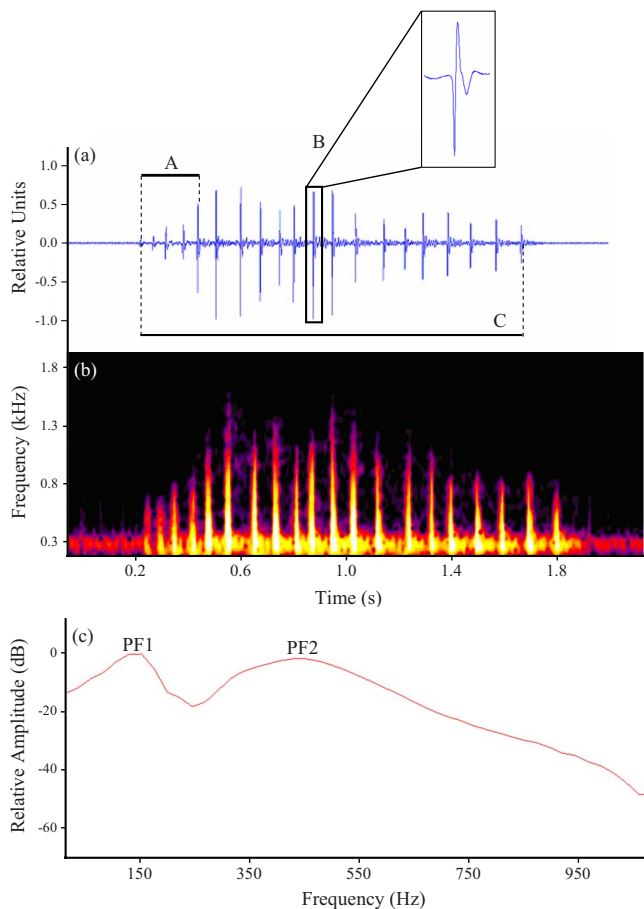 (a)
A
B
C
Relative Units
1.0
0.5
0.0
-0.5
-1.0
(b)
Frequency (kHz)
1.8
1.3
0.8
0.3
0.2 0.6 1.0 1.4 1.8
Time (s)
(c)
PF1 PF2
Relative Amplitude (dB)
0
-20
-40
-60
150 350 550 750 950
Frequency (Hz)